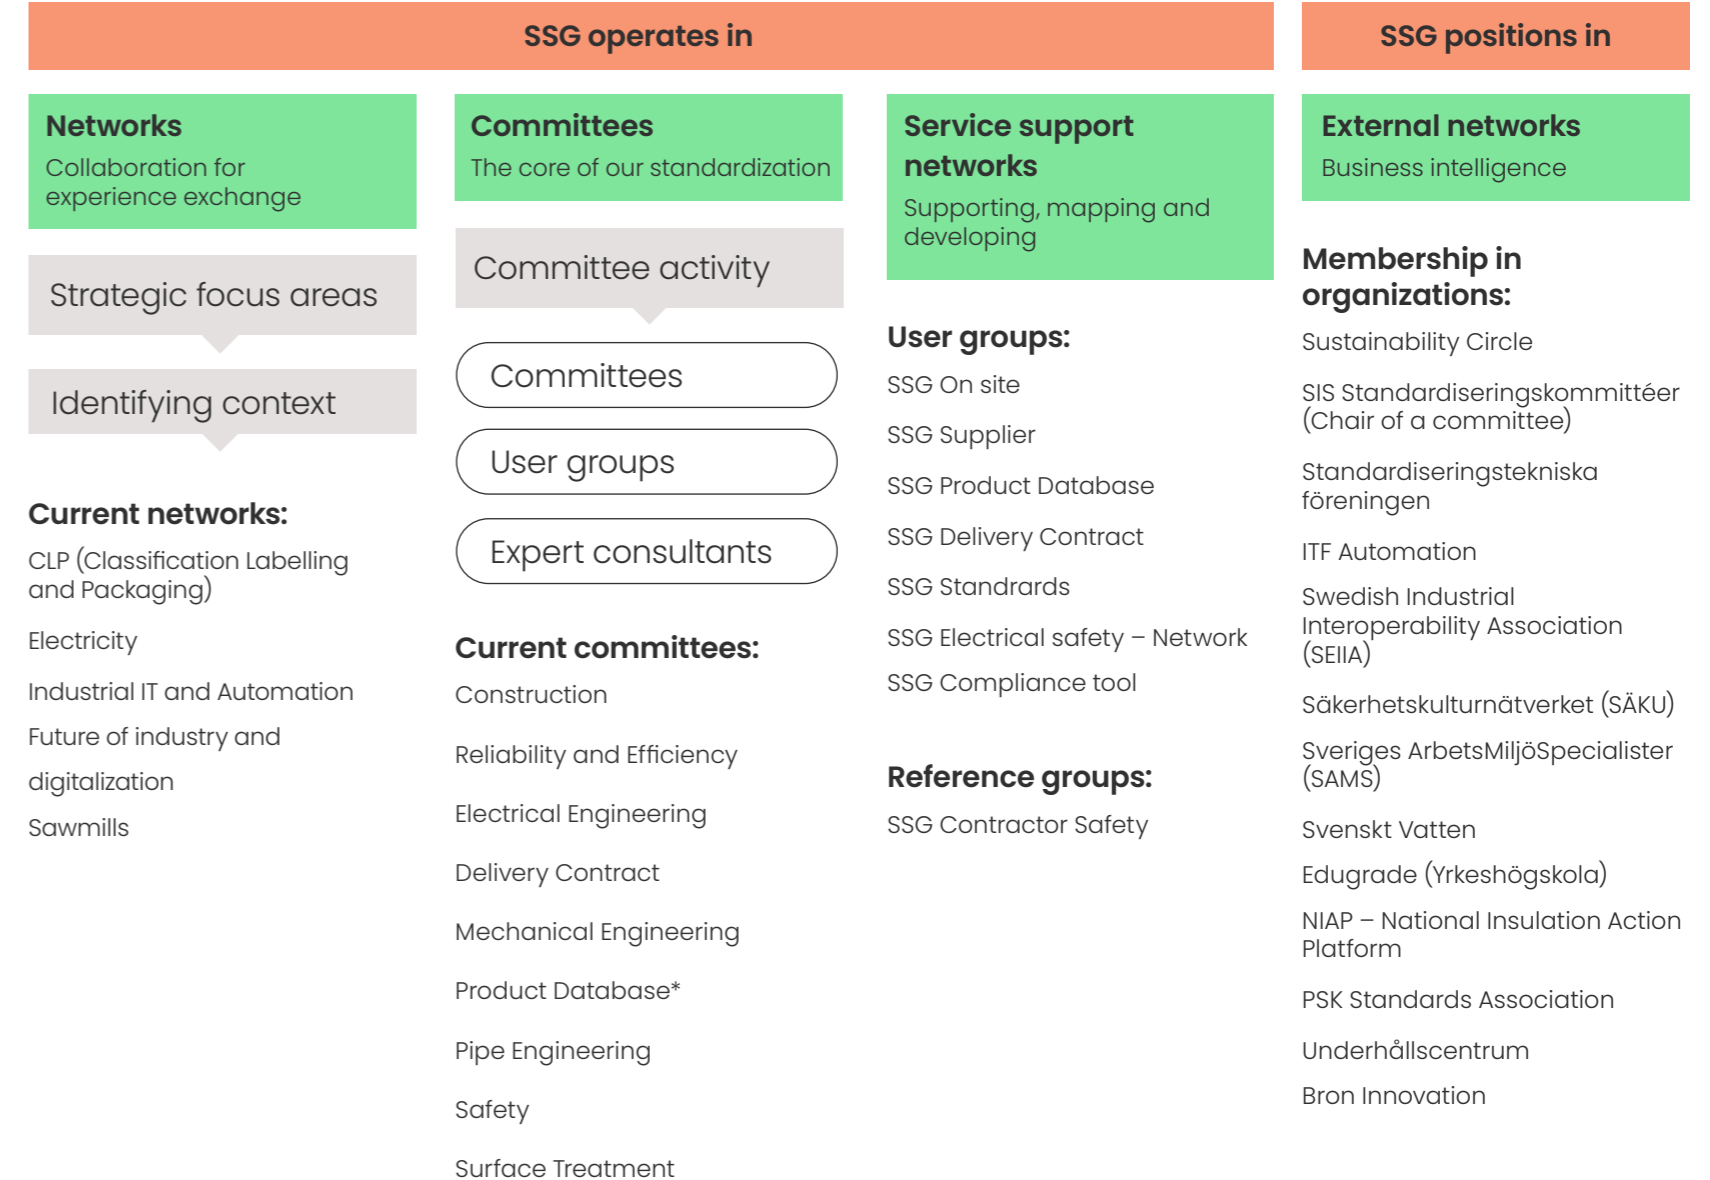 SSG operates in
SSG positions in
Networks
Collaboration for
experience exchange
Strategic focus areas
Identifying context
Current networks:
CLP (Classification Labelling
and Packaging)
Electricity
Industrial IT and Automation
Future of industry and
digitalization
Sawmills
Committees
The core of our standardization
Committee activity
Committees
User groups
Expert consultants
Current committees:
Construction
Reliability and Efficiency
Electrical Engineering
Delivery Contract
Mechanical Engineering
Product Database*
Pipe Engineering
Safety
Surface Treatment
Service support
networks
Supporting, mapping and
developing
User groups:
SSG On site
SSG Supplier
SSG Product Database
SSG Delivery Contract
SSG Standrards
SSG Electrical safety – Network
SSG Compliance tool
Reference groups:
SSG Contractor Safety
External networks
Business intelligence
Membership in
organizations:
Sustainability Circle
SIS Standardiseringskommittéer
(Chair of a committee)
Standardiseringstekniska
föreningen
ITF Automation
Swedish Industrial
Interoperability Association
(SEIIA)
Säkerhetskulturnätverket (SÄKU)
Sveriges ArbetsMiljöSpecialister
(SAMS)
Svenskt Vatten
Edugrade (Yrkeshögskola)
NIAP – National Insulation Action
Platform
PSK Standards Association
Underhållscentrum
Bron Innovation